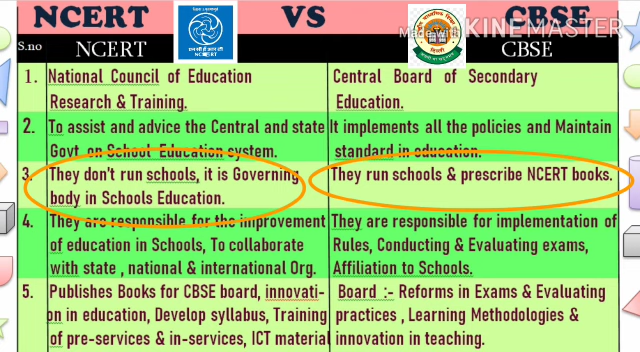 NCERT VS CBSE
Made with KINEMASTER
S.no NCERT CBSE
1. National Council of Education
Research & Training.
Central Board of Secondary
Education.
2. To assist and advice the Central and state
Govt. on School Education system.
It implements all the policies and Maintain
standard in education.
3. They don't run schools, it is Governing
body in Schools Education.
They run schools & prescribe NCERT books.
4. They are responsible for the improvement
of education in Schools, To collaborate
with state , national & international Org.
They are responsible for implementation of
Rules, Conducting & Evaluating exams,
Affiliation to Schools.
5. Publishes Books for CBSE board, innovati-
on in education, Develop syllabus, Training
of pre-services & in-services, ICT material
Board :- Reforms in Exams & Evaluating
practices , Learning Methodologies &
innovation in teaching.